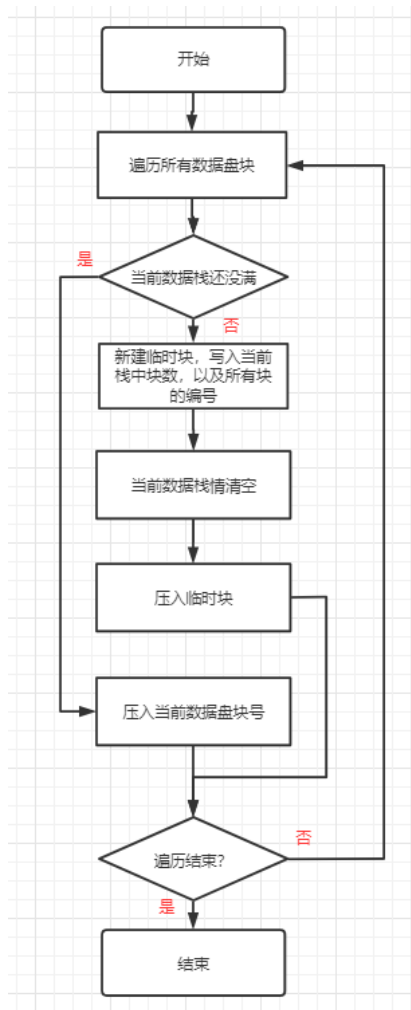 开始
遍历所有数据盘块
是
当前数据栈还没满
否
新建临时块，写入当前
栈中块数，以及所有块
的编号
当前数据栈情清空
压入临时块
压入当前数据盘块号
否
遍历结束？
是
结束